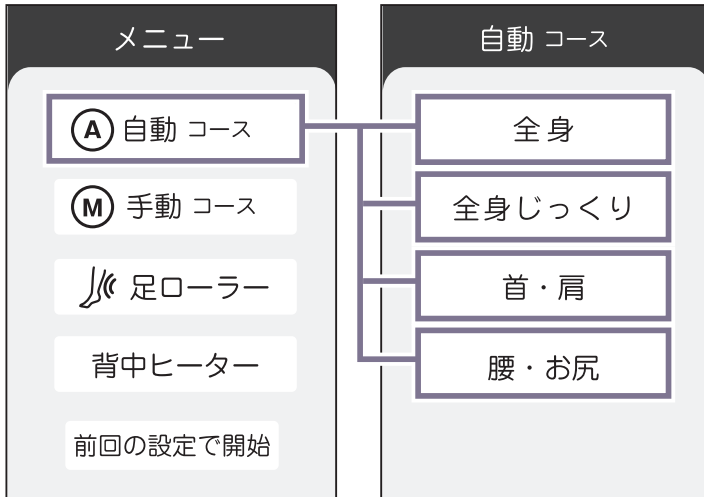 メニュー
A 自動 コース
M 手動 コース
足ローラー
背中ヒーター
前回の設定で開始
自動 コース
全身
全身じっくり
首・肩
腰・お尻